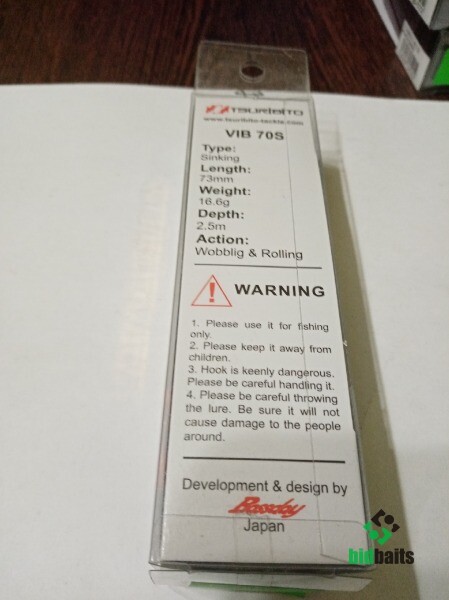 TSURIBITO
www.tsuribito-tackle.com
VIB 70S
Type:
Sinking
Length:
73mm
Weight:
16.6g
Depth:
2.5m
Action:
Wobblig & Rolling
WARNING
1. Please use it for fishing
only.
2. Please keep it away from
children.
3. Hook is keenly dangerous.
Please be careful handling it.
4. Please be careful throwing
the lure. Be sure it will not
cause damage to the people
around.
Development & design by
Bassday
Japan
bidbaits